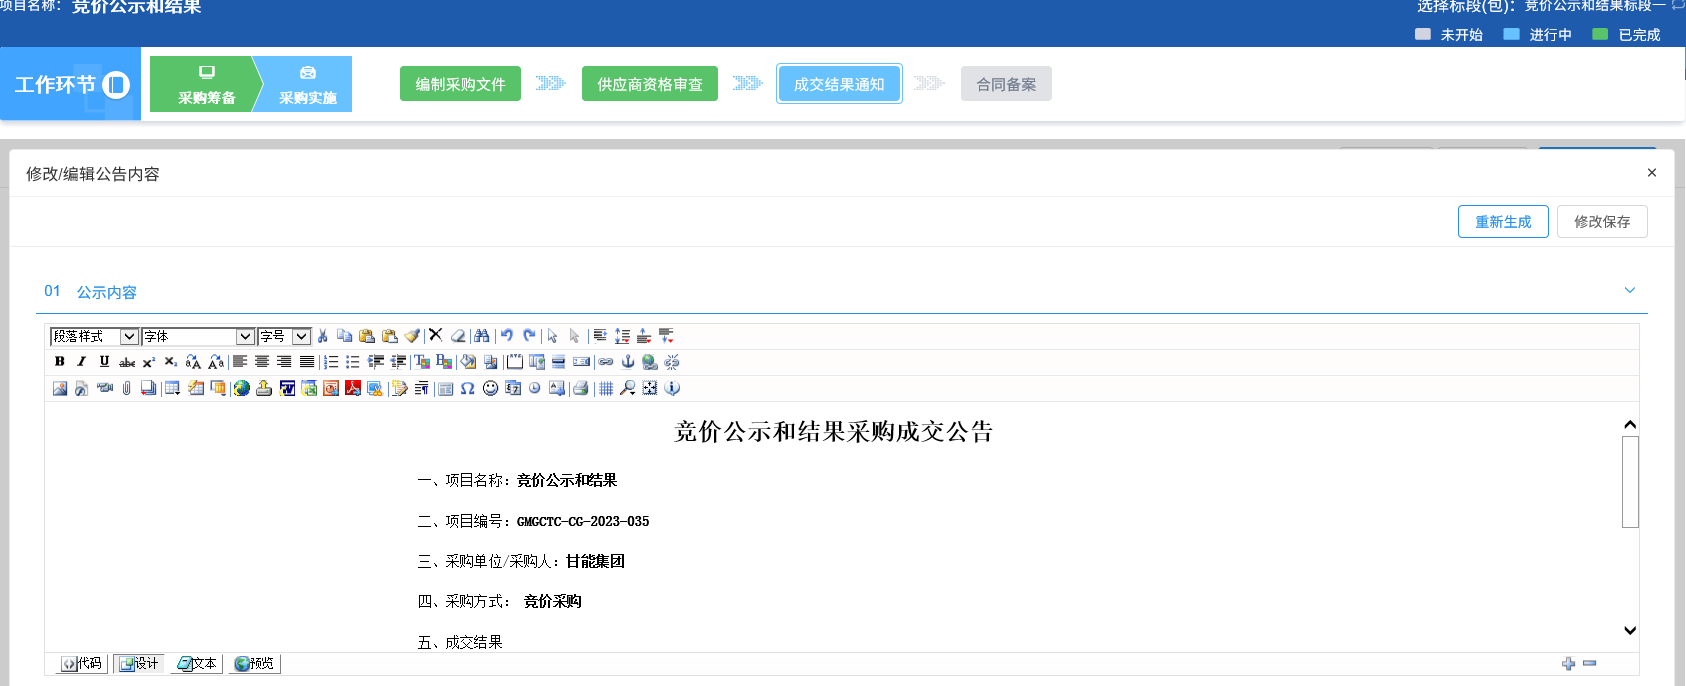 项目名称： 竞价公示和结果
选择标段(包)： 竞价公示和结果标段一
未开始 进行中 已完成
工作环节
采购筹备 采购实施
编制采购文件 供应商资格审查 成交结果通知 合同备案
修改/编辑公告内容 ×
重新生成 修改保存
01 公示内容
段落样式 字体 字号
竞价公示和结果采购成交公告
一、项目名称：竞价公示和结果
二、项目编号：GMGCTC-CG-2023-035
三、采购单位/采购人：甘能集团
四、采购方式： 竞价采购
五、成交结果
代码 设计 文本 预览